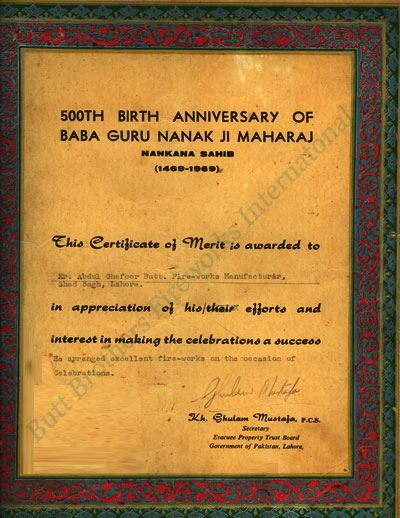 500TH BIRTH ANNIVERSARY OF
BABA GURU NANAK JI MAHARAJ
NANKANA SAHIB
(1469-1969)
This Certificate of Merit is awarded to
Mr. Abdul Ghafoor Butt. Fire-works Manufacturer,
Bagh, Lahore.
in appreciation of his/their efforts and
interest in making the celebrations a success
He arranged excellent fire-works on the occasion of
Celebrations.
Ghulam Mustafa
Kh. Ghulam Mustafa, P.C.S.
Secretary
Evacuee Property Trust Board
Government of Pakistan, Lahore,
Butt Brothers Fireworks International